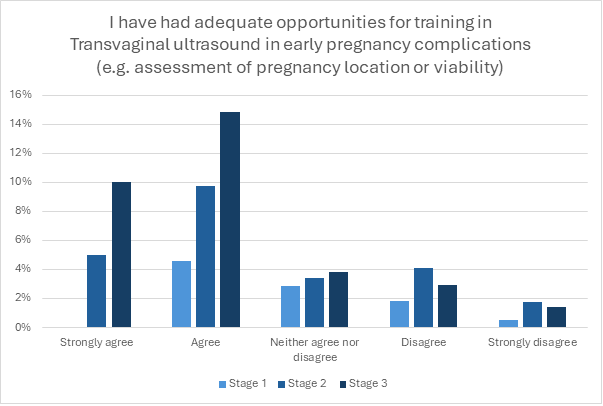 I have had adequate opportunities for training in
Transvaginal ultrasound in early pregnancy complications
(e.g. assessment of pregnancy location or viability)
16%
14%
12%
10%
8%
6%
4%
2%
0%
Strongly agree
Agree
Neither agree nor
disagree
Disagree
Strongly disagree
Stage 1
Stage 2
Stage 3